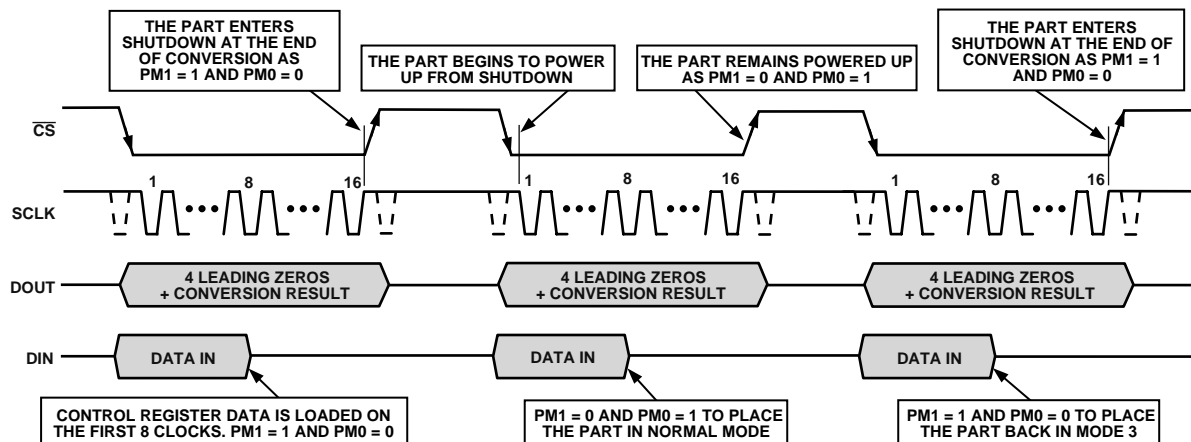 THE PART ENTERS
SHUTDOWN AT THE END
OF CONVERSION AS
PM1 = 1 AND PM0 = 0
THE PART BEGINS TO POWER
UP FROM SHUTDOWN
THE PART REMAINS POWERED UP
AS PM1 = 0 AND PM0 = 1
THE PART ENTERS
SHUTDOWN AT THE END OF
CONVERSION AS PM1 = 1
AND PM0 = 0
CS
1 8 16 1 8 16 1 8 16
SCLK
DOUT
4 LEADING ZEROS
+ CONVERSION RESULT
4 LEADING ZEROS
+ CONVERSION RESULT
4 LEADING ZEROS
+ CONVERSION RESULT
DIN
DATA IN
DATA IN
DATA IN
CONTROL REGISTER DATA IS LOADED ON
THE FIRST 8 CLOCKS. PM1 = 1 AND PM0 = 0
PM1 = 0 AND PM0 = 1 TO PLACE
THE PART IN NORMAL MODE
PM1 = 1 AND PM0 = 0 TO PLACE
THE PART BACK IN MODE 3